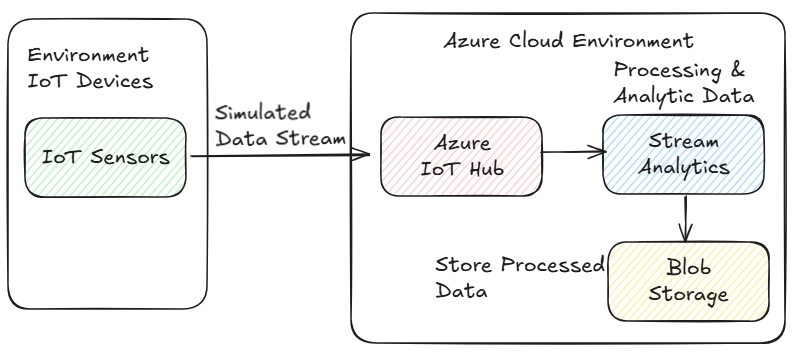 Environment
IoT Devices
IoT Sensors
Simulated
Data Stream
Azure Cloud Environment
Processing &
Analytic Data
Azure
IoT Hub
Stream
Analytics
Store Processed
Data
Blob
Storage